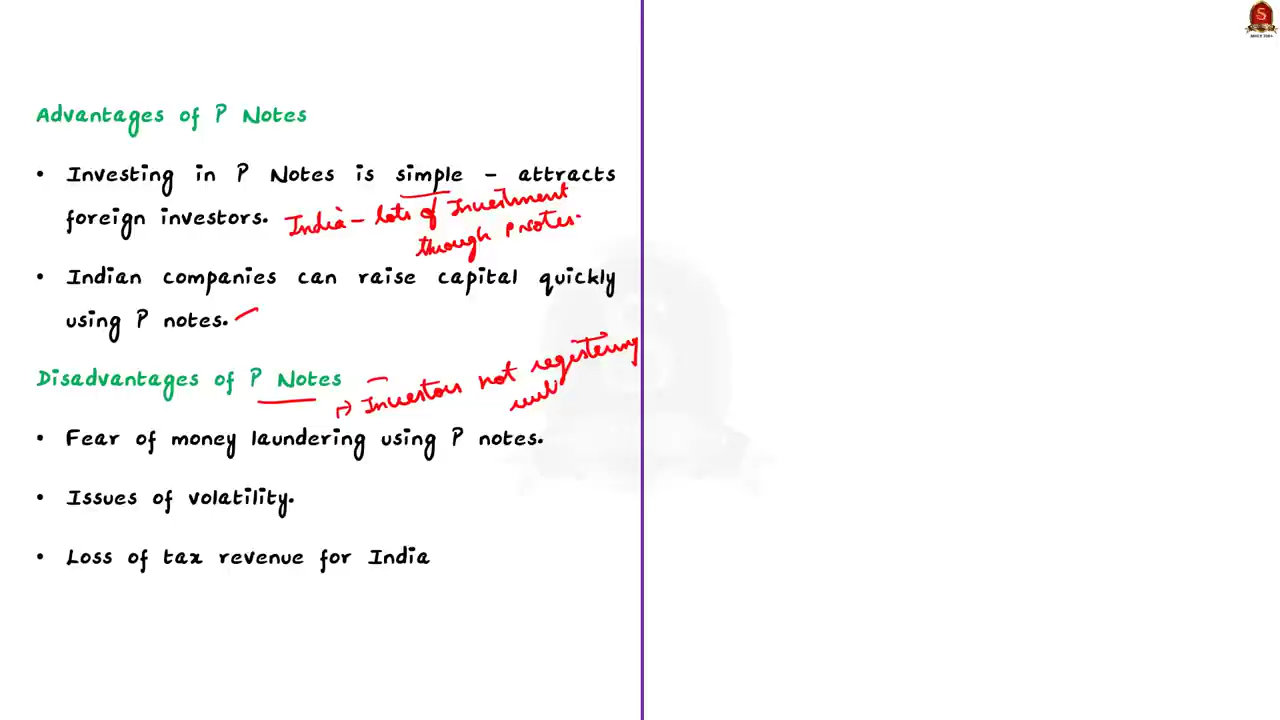 Advantages of P Notes
• Investing in P Notes is simple - attracts
foreign investors. India - lots of Investment
through P Notes.
• Indian companies can raise capital quickly
using P notes.
Disadvantages of P Notes
→ Investors not registering
• Fear of money laundering using P notes.
• Issues of volatility.
• Loss of tax revenue for India
S